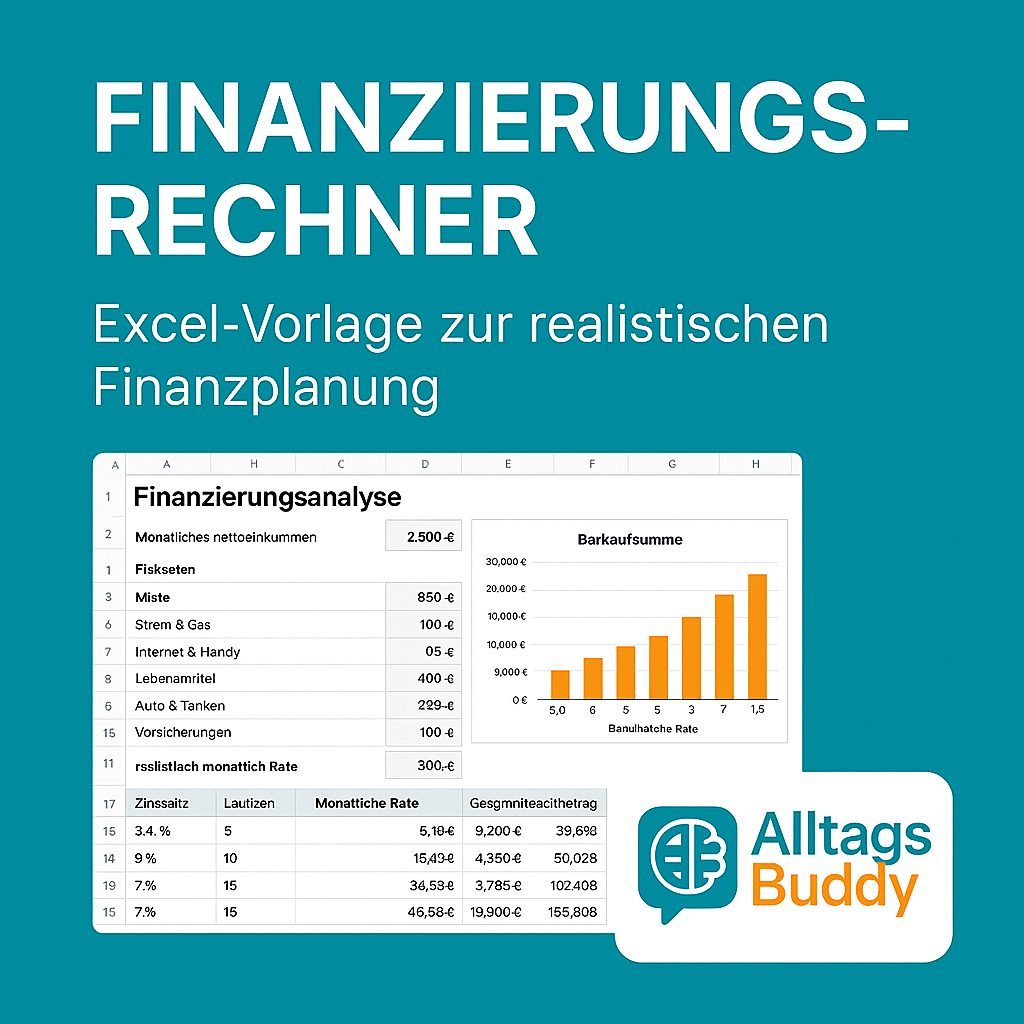 FINANZIERUNGS-
RECHNER
Excel-Vorlage zur realistischen
Finanzplanung
A A H C D E F G H
1 Finanzierungsanalyse
2 Monatliches nettoeinkummen 2.500-€
1 Fiskseten
3 Miste 850-€
6 Strem & Gas 100-€
7 Internet & Handy 05-€
8 Lebenamritel 400-€
6 Auto & Tanken 229-€
15 Vorsicherungen 100-€
11 rsslistlach monattich Rate 300,-€
Barkaufsumme
30,000 €
20,000-€
10,000-€
10,000 €
9,000 €
0 €
5,0 6 5 5 3 7 1,5
Banulhatche Rate
17 Zinssaitz Lautizen Monattiche Rate Gesgmniteacithetrag
15 3.4. % 5 5,10-€ 9,200-€ 39,698
14 9 % 10 15,49-€ 4,350-€ 50,028
19 7.% 15 34,58-€ 3,785-€ 102.408
15 7.% 15 46,58-€ 19,900-€ 155,808
Alltags
Buddy